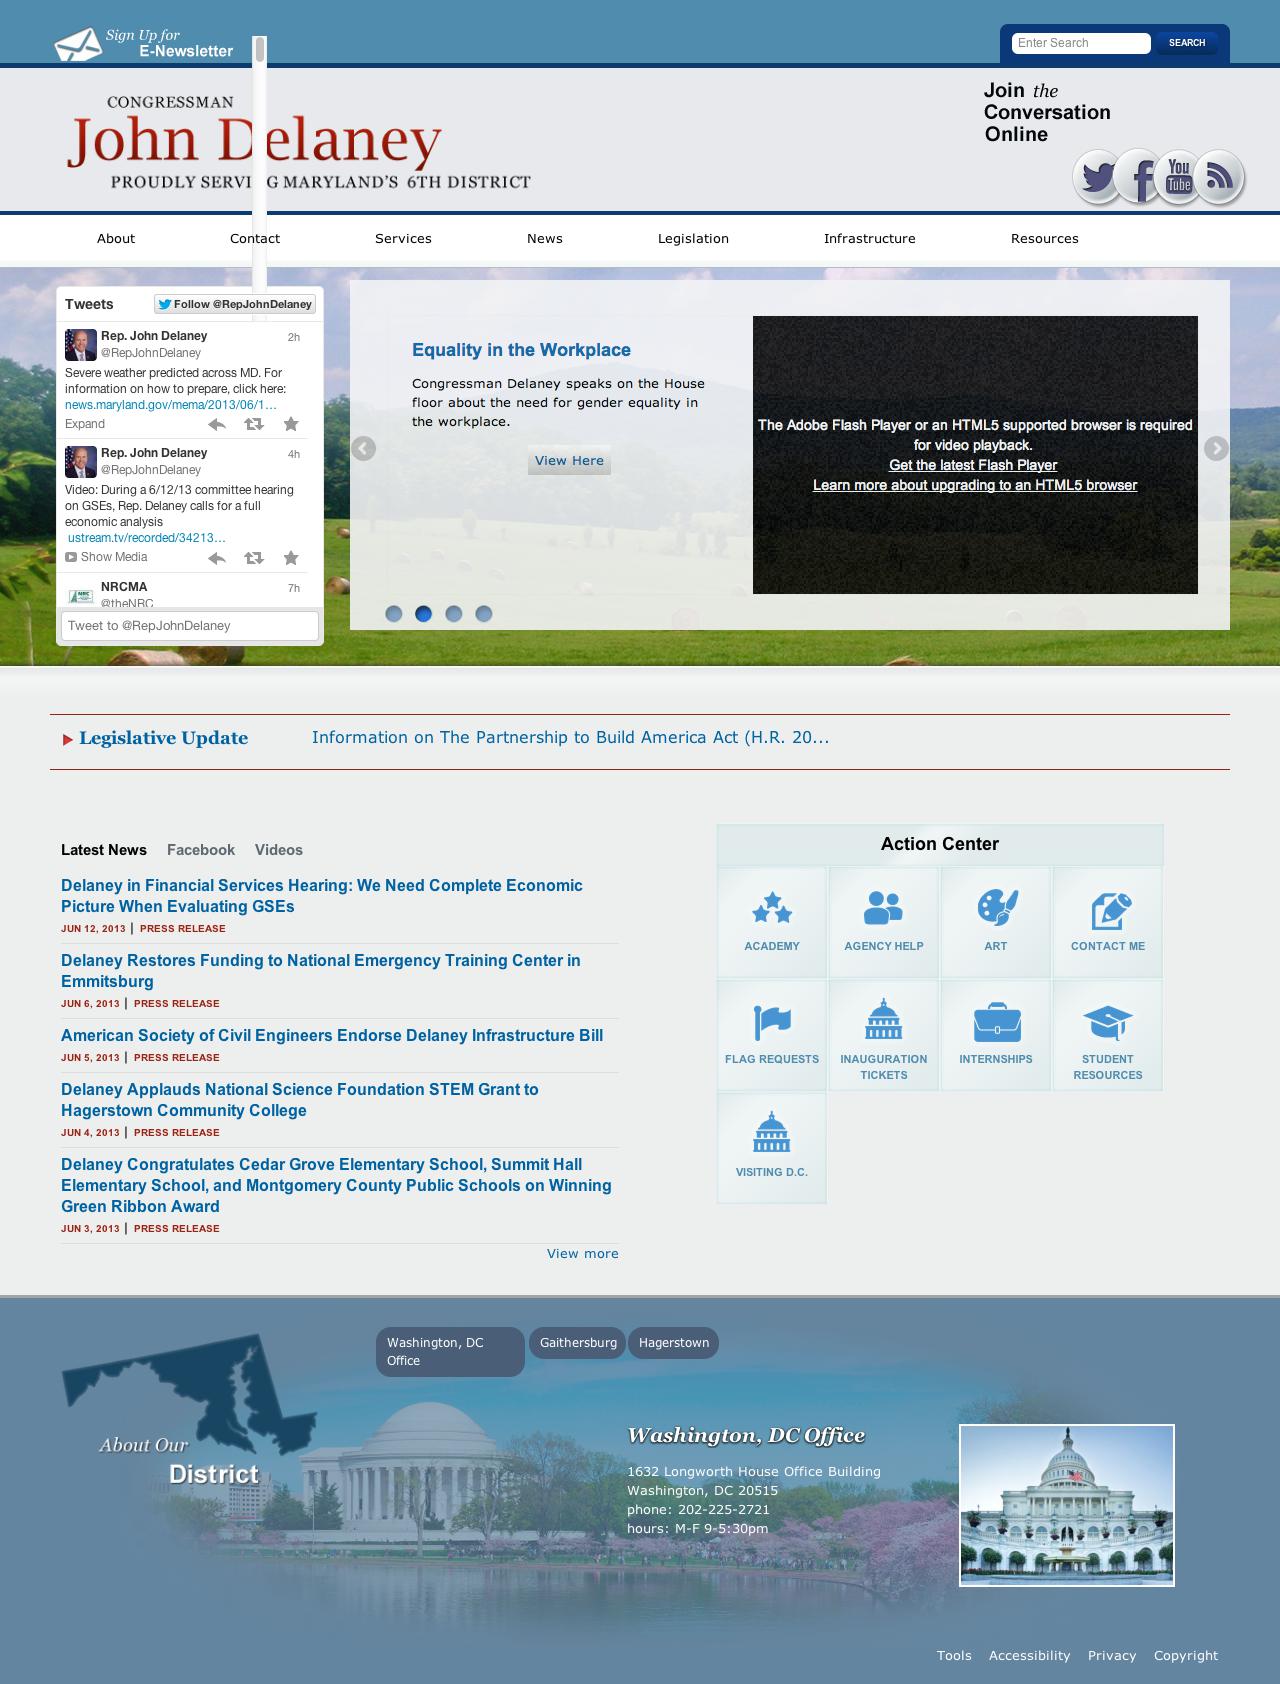 Sign Up for
E-Newsletter
Enter Search
SEARCH
CONGRESSMAN
John Delaney
PROUDLY SERVING MARYLAND'S 6TH DISTRICT
Join the
Conversation
Online
You
Tube
About
Contact
Services
News
Legislation
Infrastructure
Resources
Tweets
Follow @RepJohnDelaney
Rep. John Delaney
2h
@RepJohnDelaney
Severe weather predicted across MD. For
information on how to prepare, click here:
news.maryland.gov/mema/2013/06/1…
Expand
Rep. John Delaney
4h
@RepJohnDelaney
Video: During a 6/12/13 committee hearing
on GSEs, Rep. Delaney calls for a full
economic analysis
ustream.tv/recorded/34213…
Show Media
NRCMA
7h
@theNRC
Tweet to @RepJohnDelaney
Equality in the Workplace
Congressman Delaney speaks on the House
floor about the need for gender equality in
the workplace.
View Here
The Adobe Flash Player or an HTML5 supported browser is required
for video playback.
Get the latest Flash Player
Learn more about upgrading to an HTML5 browser
Legislative Update
Information on The Partnership to Build America Act (H.R. 20...
Latest News
Facebook
Videos
Delaney in Financial Services Hearing: We Need Complete Economic
Picture When Evaluating GSEs
JUN 12, 2013 | PRESS RELEASE
Delaney Restores Funding to National Emergency Training Center in
Emmitsburg
JUN 6, 2013 | PRESS RELEASE
American Society of Civil Engineers Endorse Delaney Infrastructure Bill
JUN 5, 2013 | PRESS RELEASE
Delaney Applauds National Science Foundation STEM Grant to
Hagerstown Community College
JUN 4, 2013 | PRESS RELEASE
Delaney Congratulates Cedar Grove Elementary School, Summit Hall
Elementary School, and Montgomery County Public Schools on Winning
Green Ribbon Award
JUN 3, 2013 | PRESS RELEASE
View more
Action Center
ACADEMY
AGENCY HELP
ART
CONTACT ME
FLAG REQUESTS
INAUGURATION
TICKETS
INTERNSHIPS
STUDENT
RESOURCES
VISITING D.C.
Washington, DC
Office
Gaithersburg
Hagerstown
About Our
District
Washington, DC Office
1632 Longworth House Office Building
Washington, DC 20515
phone: 202-225-2721
hours: M-F 9-5:30pm
Tools
Accessibility
Privacy
Copyright